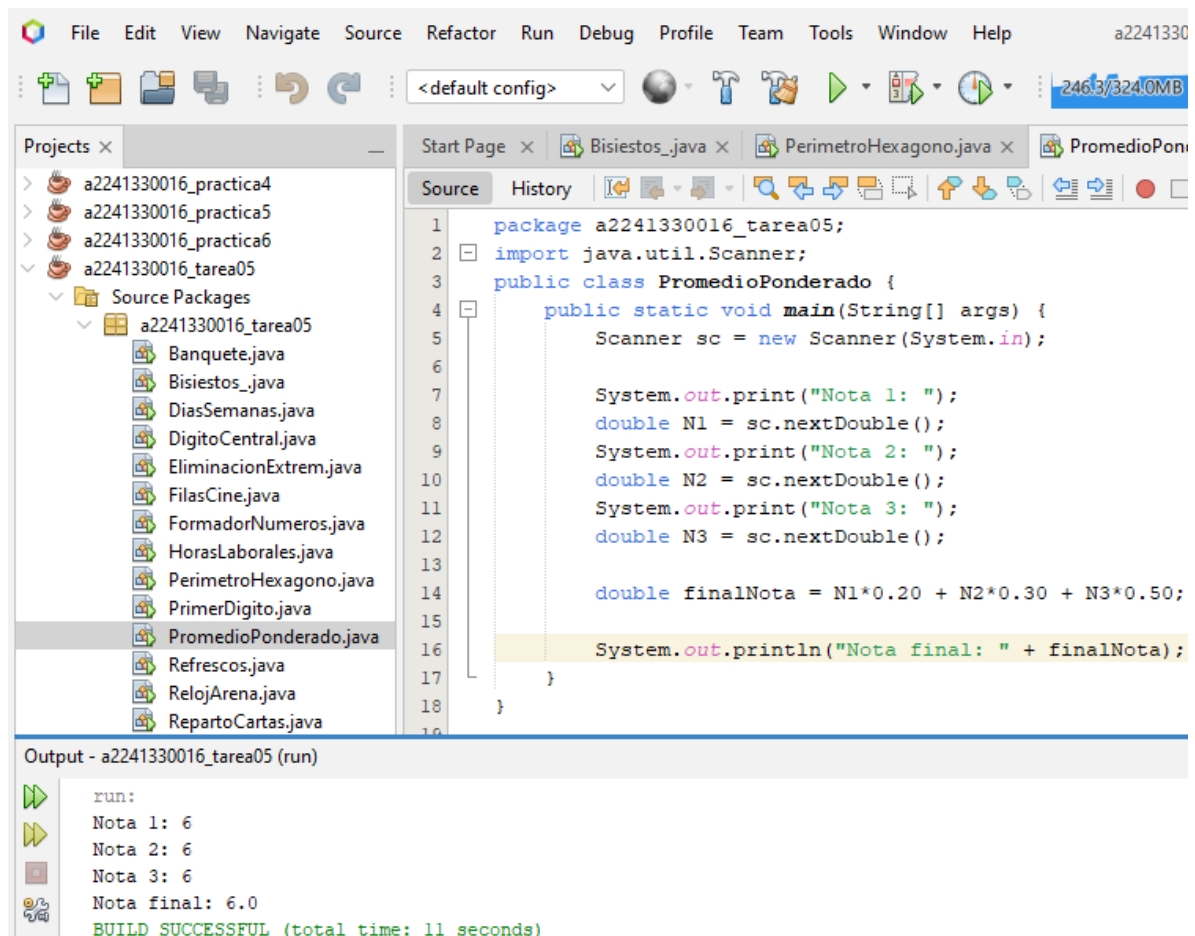 File Edit View Navigate Source Refactor Run Debug Profile Team Tools Window Help a2241330
<default config> 246.3/324.0MB
Projects
a2241330016_practica4
a2241330016_practica5
a2241330016_practica6
a2241330016_tarea05
Source Packages
a2241330016_tarea05
Banquete.java
Bisiestos_.java
DiasSemanas.java
DigitoCentral.java
EliminacionExtrem.java
FilasCine.java
FormadorNumeros.java
HorasLaborales.java
PerimetroHexagono.java
PrimerDigito.java
PromedioPonderado.java
Refrescos.java
RelojArena.java
RepartoCartas.java
Start Page Bisiestos_.java PerimetroHexagono.java PromedioPon
Source History
1 package a2241330016_tarea05;
2 import java.util.Scanner;
3 public class PromedioPonderado {
4 public static void main(String[] args) {
5 Scanner sc = new Scanner(System.in);
6
7 System.out.print("Nota 1: ");
8 double N1 = sc.nextDouble();
9 System.out.print("Nota 2: ");
10 double N2 = sc.nextDouble();
11 System.out.print("Nota 3: ");
12 double N3 = sc.nextDouble();
13
14 double finalNota = N1*0.20 + N2*0.30 + N3*0.50;
15
16 System.out.println("Nota final: " + finalNota);
17 }
18 }
Output - a2241330016_tarea05 (run)
run:
Nota 1: 6
Nota 2: 6
Nota 3: 6
Nota final: 6.0
BUILD SUCCESSFUL (total time: 11 seconds)